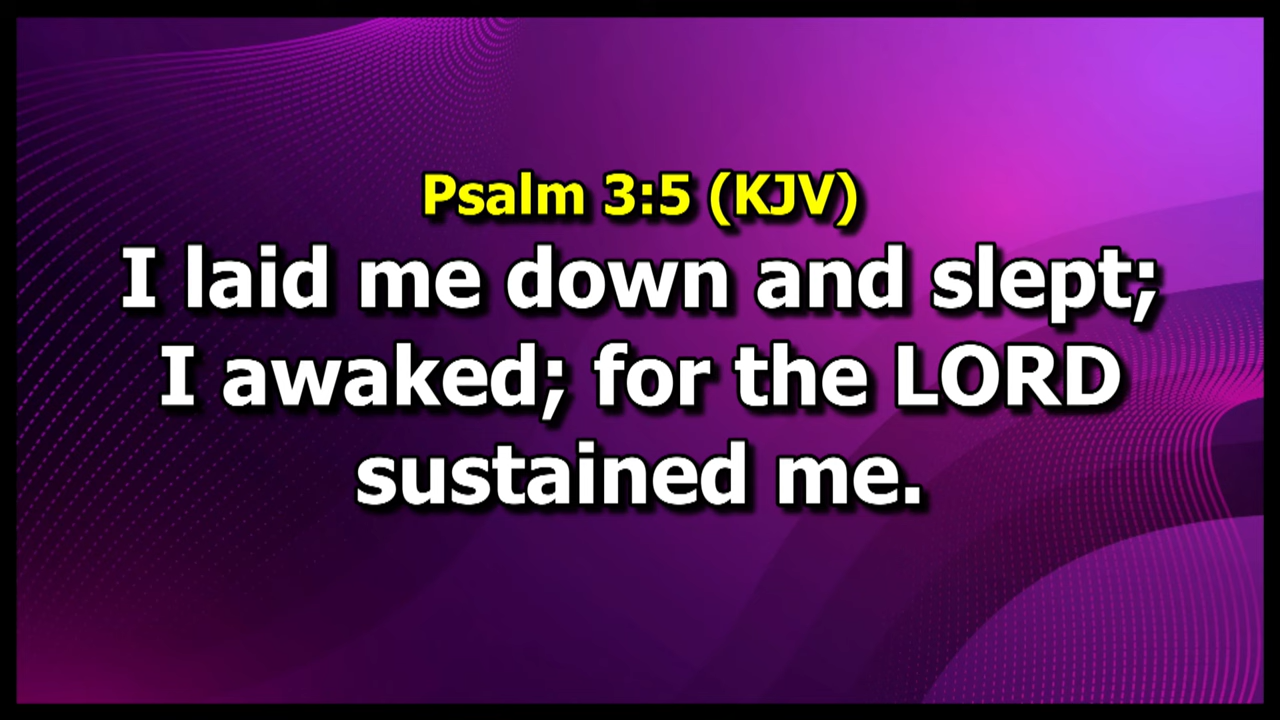 Psalm 3:5 (KJV)
I laid me down and slept;
I awaked; for the LORD
sustained me.